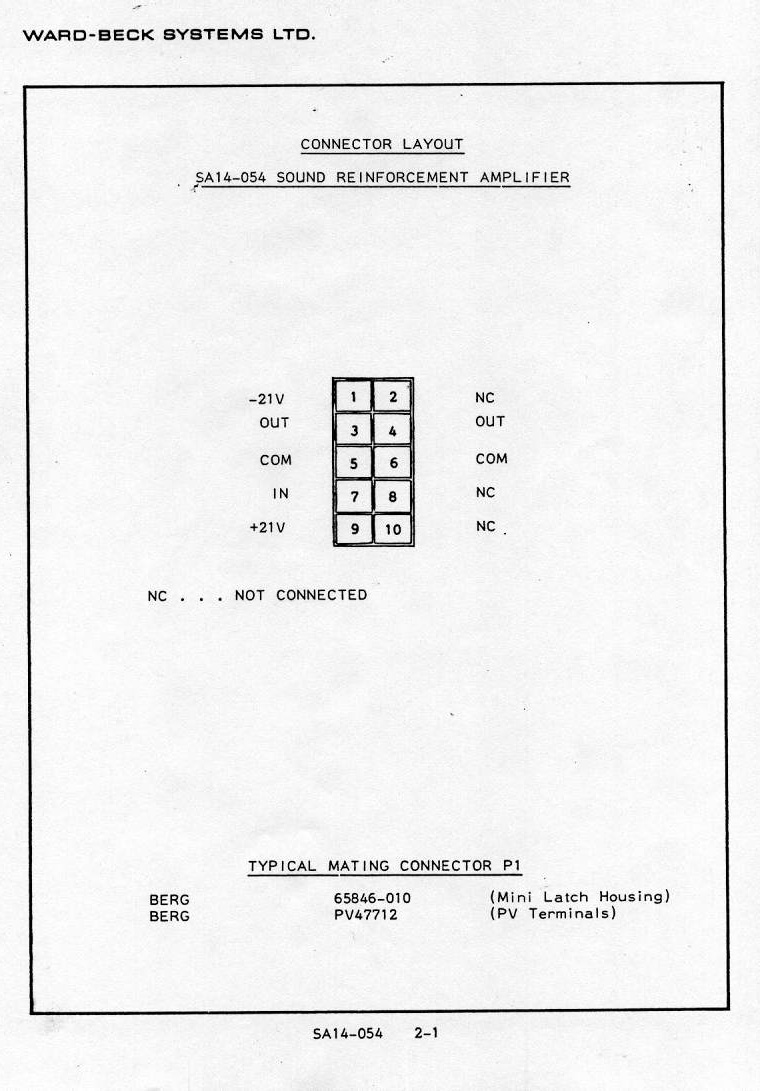 WARD-BECK SYSTEMS LTD.
CONNECTOR LAYOUT
SA14-054 SOUND REINFORCEMENT AMPLIFIER
-21V 1 2 NC
OUT 3 4 OUT
COM 5 6 COM
IN 7 8 NC
+21V 9 10 NC
NC . . . NOT CONNECTED
TYPICAL MATING CONNECTOR P1
BERG 65846-010 (Mini Latch Housing)
BERG PV47712 (PV Terminals)
SA14-054 2-1